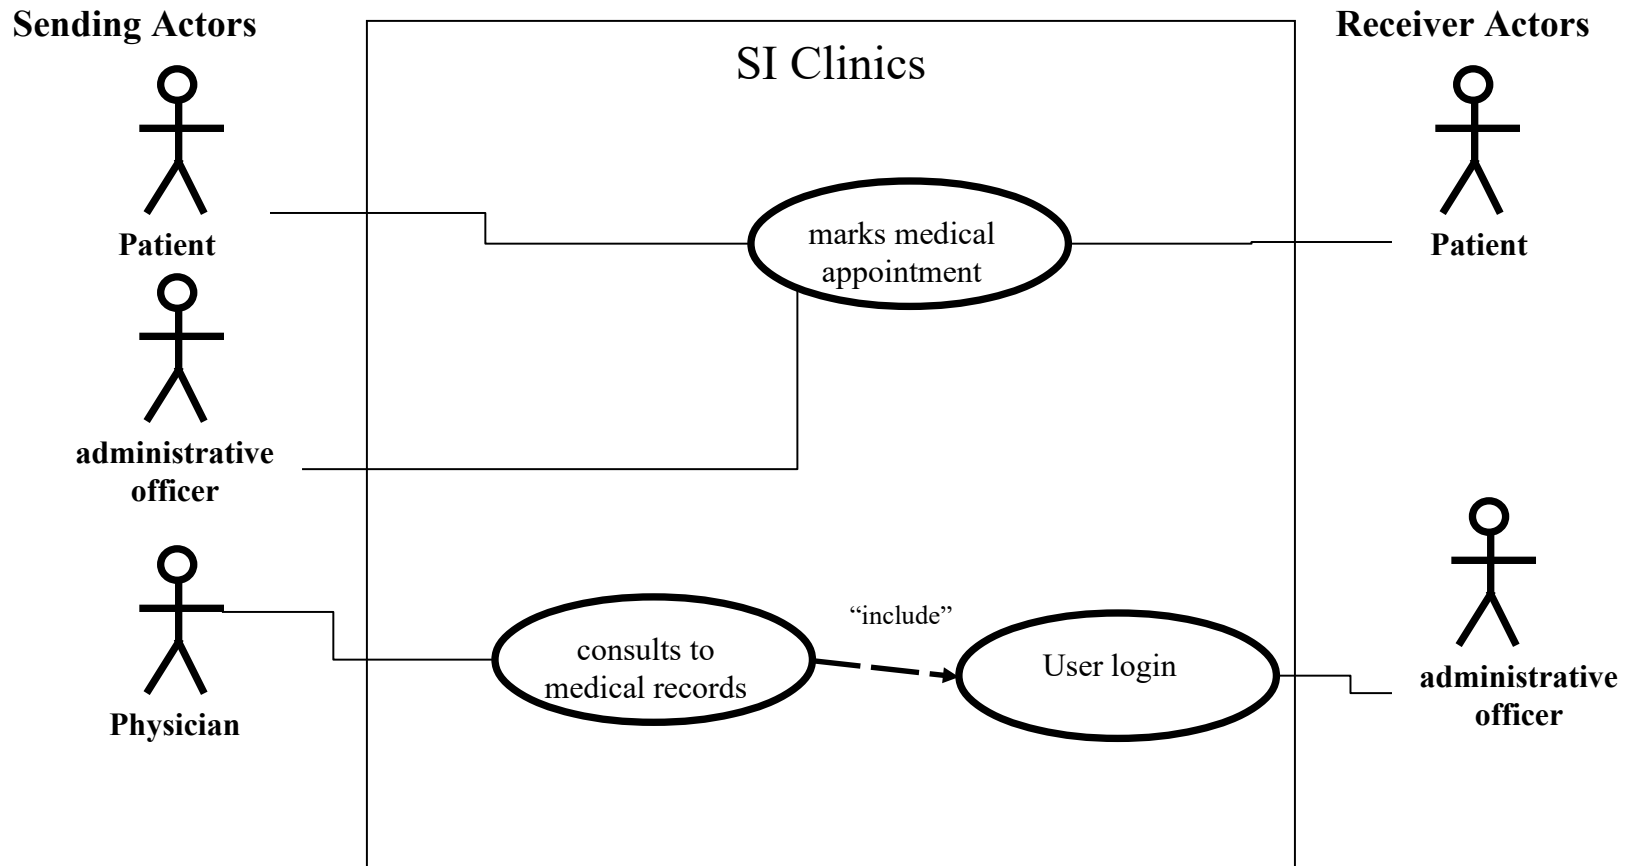 Sending Actors
Receiver Actors
SI Clinics
Patient
marks medical
appointment
Patient
administrative
officer
Physician
consults to
medical records
“include”
User login
administrative
officer